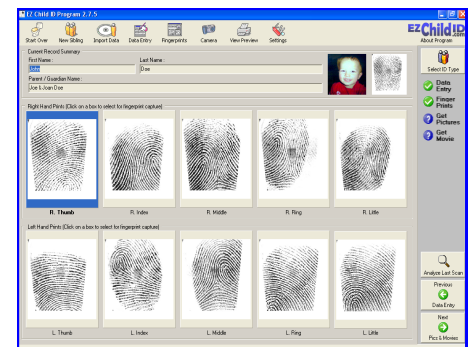 EZ Child ID Program 2.7.5
Start Over
New Sibling
Import Data
Data Entry
Fingerprints
Camera
View Preview
Settings
EZChildID.com
About Program
Current Record Summary
First Name :
Last Name :
John
Doe
Parent / Guardian Name :
Joe & Joan Doe
Select ID Type
Data Entry
Finger Prints
Get Pictures
Get Movie
Right Hand Prints (Click on a box to select for fingerprint capture)
R. Thumb
R. Index
R. Middle
R. Ring
R. Little
Left Hand Prints (Click on a box to select for fingerprint capture)
L. Thumb
L. Index
L. Middle
L. Ring
L. Little
Analyze Last Scan
Previous
Data Entry
Next
Pics & Movies